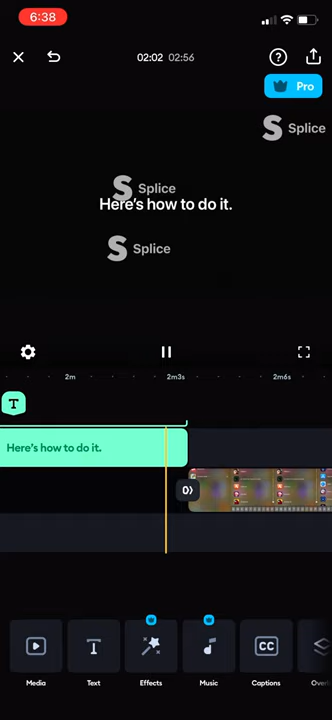 6:38
02:02 02:56
Pro
Splice
Splice
Here's how to do it.
Splice
2m
2m3s
2m6s
T
Here's how to do it.
CC
Media
Text
Effects
Music
Captions